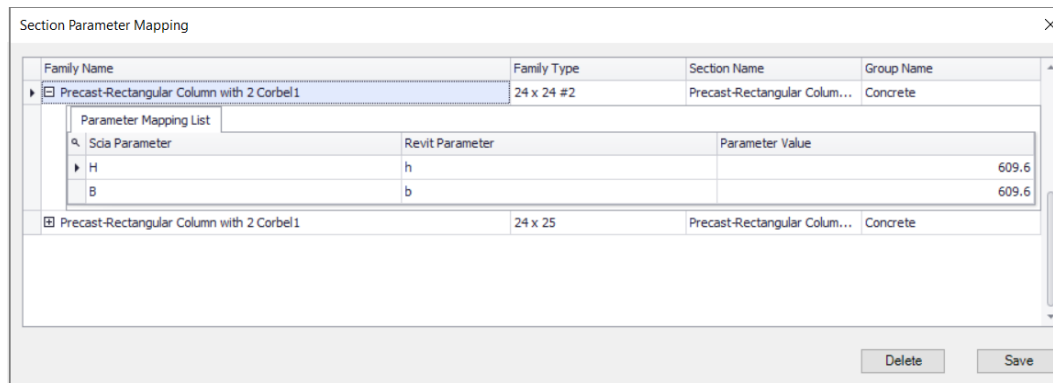 Section Parameter Mapping
Family Name Family Type Section Name Group Name
Precast-Rectangular Column with 2 Corbel1 24 x 24 #2 Precast-Rectangular Colum... Concrete
Parameter Mapping List
Scia Parameter Revit Parameter Parameter Value
H h 609.6
B b 609.6
Precast-Rectangular Column with 2 Corbel1 24 x 25 Precast-Rectangular Colum... Concrete
Delete Save